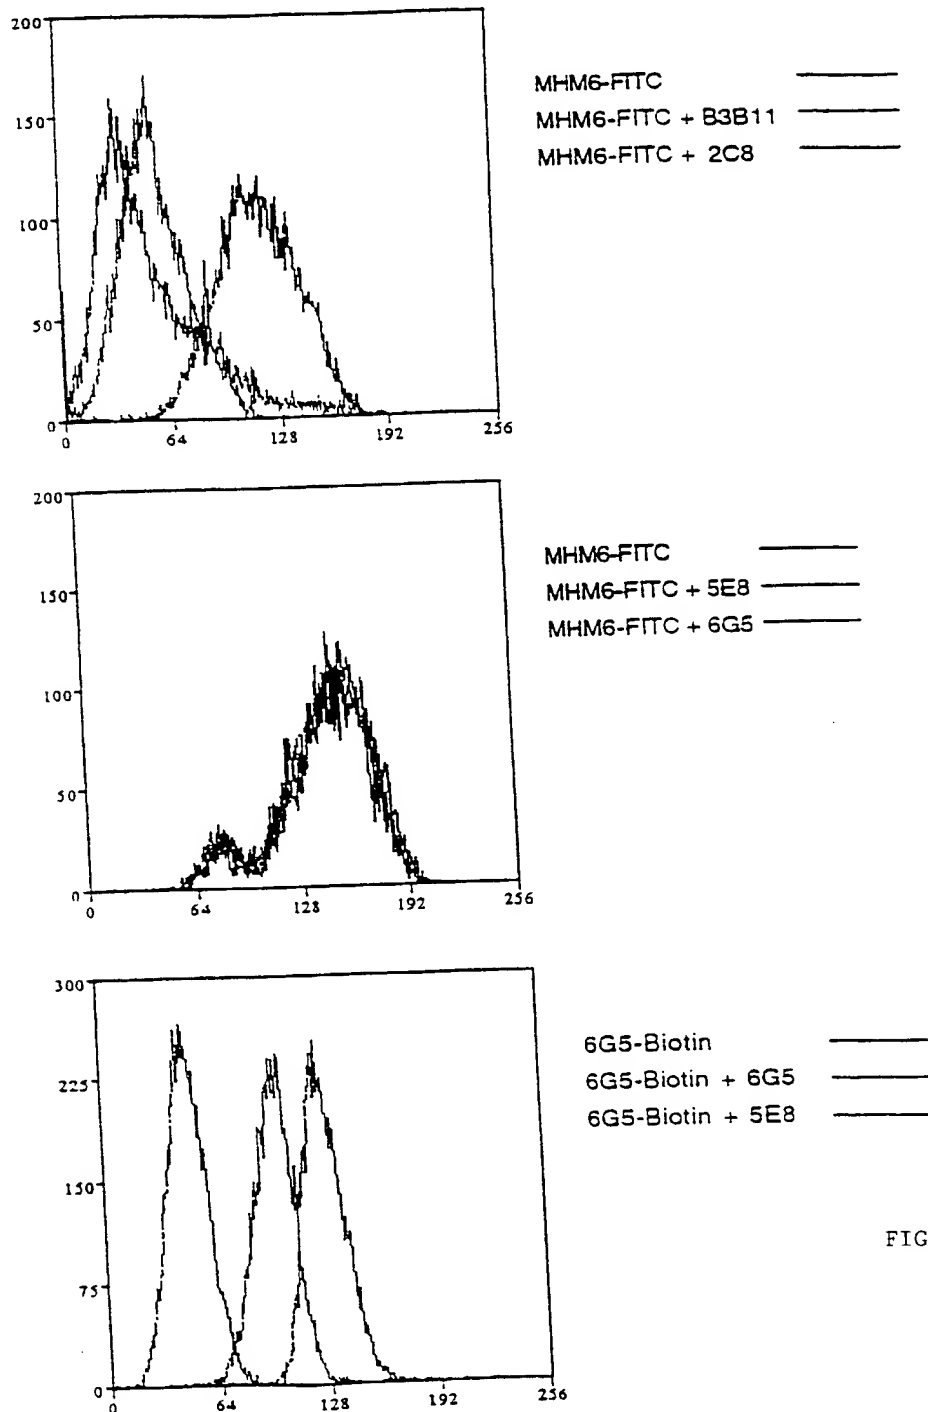 200
150
100
50
0
0 64 128 192 256
MHM6-FITC
MHM6-FITC + B3B11
MHM6-FITC + 2C8
200
150
100
50
0
0 64 128 192 256
MHM6-FITC
MHM6-FITC + 5E8
MHM6-FITC + 6G5
300
225
150
75
0
0 64 128 192 256
6G5-Biotin
6G5-Biotin + 6G5
6G5-Biotin + 5E8
FIG